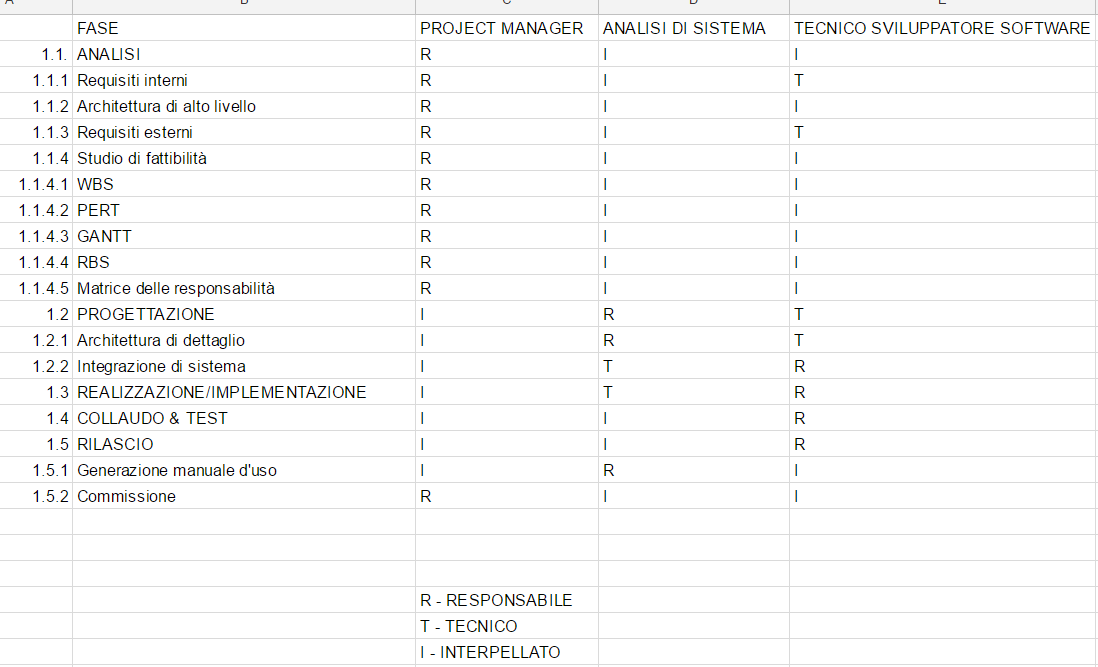 FASE PROJECT MANAGER ANALISI DI SISTEMA TECNICO SVILUPPATORE SOFTWARE
1.1. ANALISI R I I
1.1.1 Requisiti interni R I T
1.1.2 Architettura di alto livello R I I
1.1.3 Requisiti esterni R I T
1.1.4 Studio di fattibilità R I I
1.1.4.1 WBS R I I
1.1.4.2 PERT R I I
1.1.4.3 GANTT R I I
1.1.4.4 RBS R I I
1.1.4.5 Matrice delle responsabilità R I I
1.2 PROGETTAZIONE I R T
1.2.1 Architettura di dettaglio I R T
1.2.2 Integrazione di sistema I T R
1.3 REALIZZAZIONE/IMPLEMENTAZIONE I T R
1.4 COLLAUDO & TEST I I R
1.5 RILASCIO I I R
1.5.1 Generazione manuale d'uso I R I
1.5.2 Commissione R I I
R - RESPONSABILE
T - TECNICO
I - INTERPELLATO